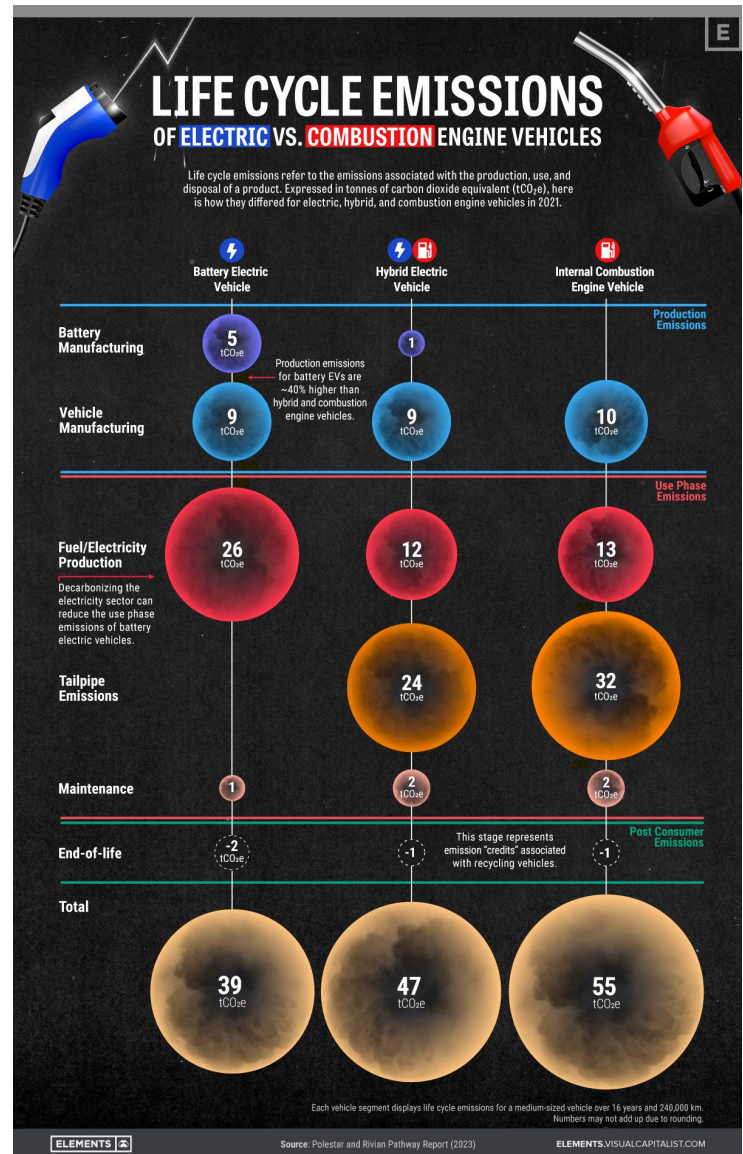 E
LIFE CYCLE EMISSIONS
OF ELECTRIC VS. COMBUSTION ENGINE VEHICLES
Life cycle emissions refer to the emissions associated with the production, use, and
disposal of a product. Expressed in tonnes of carbon dioxide equivalent (tCO₂e), here
is how they differed for electric, hybrid, and combustion engine vehicles in 2021.
Battery Electric
Vehicle
Hybrid Electric
Vehicle
Internal Combustion
Engine Vehicle
Production
Emissions
Battery
Manufacturing
5
tCO₂e
1
Production emissions
for battery EVs are
~40% higher than
hybrid and combustion
engine vehicles.
Vehicle
Manufacturing
9
tCO₂e
9
tCO₂e
10
tCO₂e
Use Phase
Emissions
Fuel/Electricity
Production
26
tCO₂e
12
tCO₂e
13
tCO₂e
Decarbonizing the
electricity sector can
reduce the use phase
emissions of battery
electric vehicles.
Tailpipe
Emissions
24
tCO₂e
32
tCO₂e
Maintenance
1
2
tCO₂e
2
tCO₂e
Post Consumer
Emissions
End-of-life
-2
tCO₂e
-1
This stage represents
emission “credits” associated
with recycling vehicles.
-1
Total
39
tCO₂e
47
tCO₂e
55
tCO₂e
Each vehicle segment displays life cycle emissions for a medium-sized vehicle over 16 years and 240,000 km.
Numbers may not add up due to rounding.
ELEMENTS
Source: Polestar and Rivian Pathway Report (2023)
ELEMENTS.VISUALCAPITALIST.COM